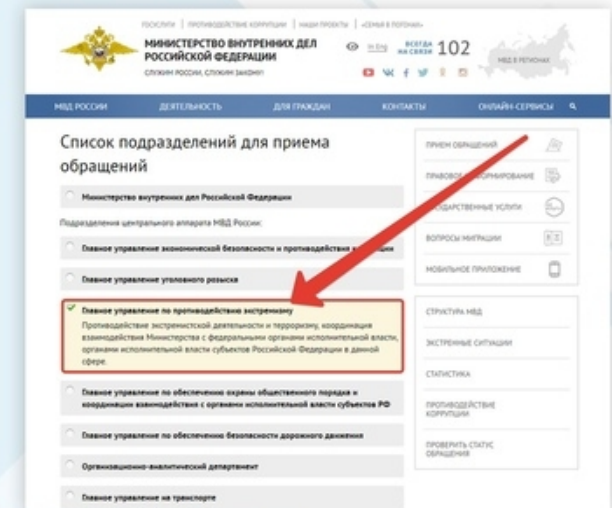 ГОСУСЛУГИ | ПРОТИВОДЕЙСТВИЕ КОРРУПЦИИ | НАШИ ПРОЕКТЫ | «СЕМЬЯ В ПОГОНАХ»
МИНИСТЕРСТВО ВНУТРЕННИХ ДЕЛ
РОССИЙСКОЙ ФЕДЕРАЦИИ
СЛУЖИМ РОССИИ, СЛУЖИМ ЗАКОНУ!
in Eng
ВСЕГДА
НА СВЯЗИ
102
МВД В РЕГИОНАХ
МВД РОССИИ
ДЕЯТЕЛЬНОСТЬ
ДЛЯ ГРАЖДАН
КОНТАКТЫ
ОНЛАЙН-СЕРВИСЫ
Список подразделений для приема
обращений
Министерство внутренних дел Российской Федерации
Подразделения центрального аппарата МВД России:
Главное управление экономической безопасности и противодействия
Главное управление уголовного розыска
Главное управление по противодействию экстремизму
Противодействие экстремистской деятельности и терроризму, координация
взаимодействия Министерства с федеральными органами исполнительной власти,
органами исполнительной власти субъектов Российской Федерации в данной
сфере.
Главное управление по обеспечению охраны общественного порядка и
координации взаимодействия с органами исполнительной власти субъектов РФ
Главное управление по обеспечению безопасности дорожного движения
Организационно-аналитический департамент
Главное управление на транспорте
ПРИЕМ ОБРАЩЕНИЙ
ПРАВОВОЕ
УСЛУГИ
ВОПРОСЫ МИГРАЦИИ
МОБИЛЬНОЕ ПРИЛОЖЕНИЕ
СТРУКТУРА МВД
ЭКСТРЕННЫЕ СИТУАЦИИ
СТАТИСТИКА
ПРОТИВОДЕЙСТВИЕ
КОРРУПЦИИ
ПРОВЕРИТЬ СТАТУС
ОБРАЩЕНИЯ